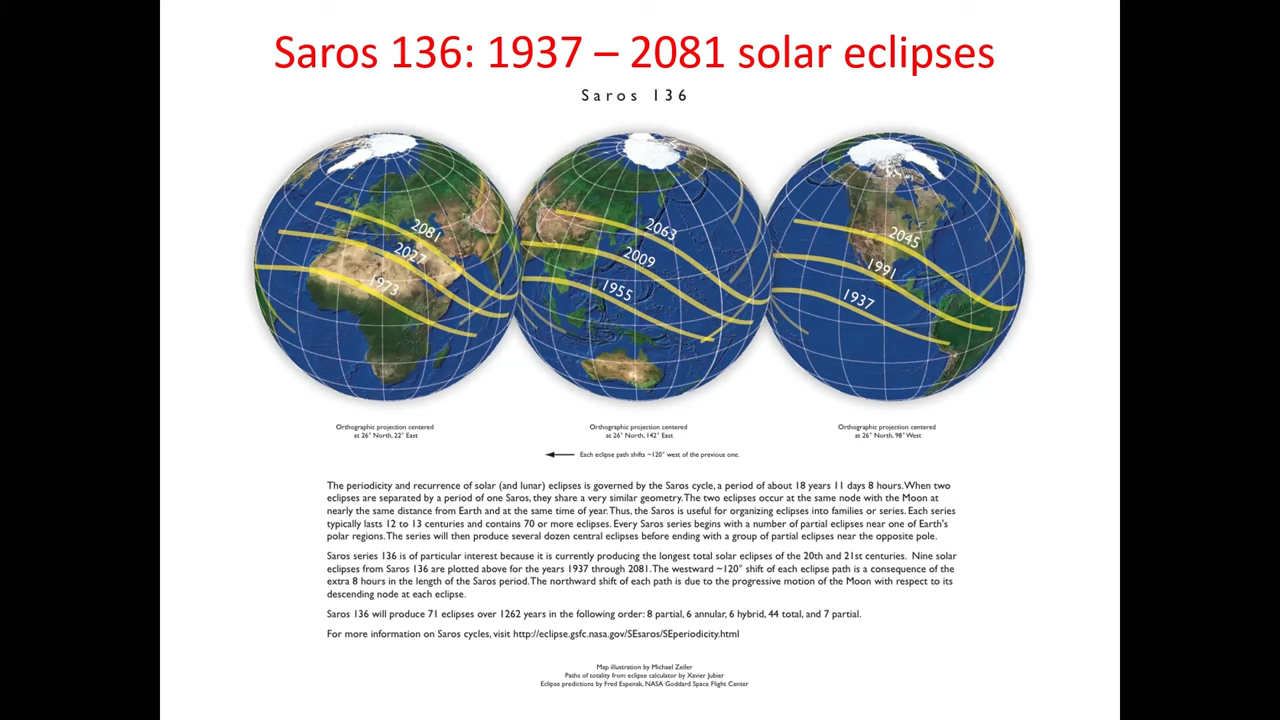 Saros 136: 1937 – 2081 solar eclipses
Saros 136
2081
2027
1973
2063
2009
1955
2045
1991
1937
Orthographic projection centered
at 26° North, 22° East
Orthographic projection centered
at 26° North, 142° East
Orthographic projection centered
at 26° North, 98° West
Each eclipse path shifts ~120° west of the previous one.
The periodicity and recurrence of solar (and lunar) eclipses is governed by the Saros cycle, a period of about 18 years 11 days 8 hours. When two
eclipses are separated by a period of one Saros, they share a very similar geometry. The two eclipses occur at the same node with the Moon at
nearly the same distance from Earth and at the same time of year. Thus, the Saros is useful for organizing eclipses into families or series. Each series
typically lasts 12 to 13 centuries and contains 70 or more eclipses. Every Saros series begins with a number of partial eclipses near one of Earth's
polar regions. The series will then produce several dozen central eclipses before ending with a group of partial eclipses near the opposite pole.
Saros series 136 is of particular interest because it is currently producing the longest total solar eclipses of the 20th and 21st centuries. Nine solar
eclipses from Saros 136 are plotted above for the years 1937 through 2081. The westward ~120° shift of each eclipse path is a consequence of the
extra 8 hours in the length of the Saros period. The northward shift of each path is due to the progressive motion of the Moon with respect to its
descending node at each eclipse.
Saros 136 will produce 71 eclipses over 1262 years in the following order: 8 partial, 6 annular, 6 hybrid, 44 total, and 7 partial.
For more information on Saros cycles, visit http://eclipse.gsfc.nasa.gov/SEsaros/SEperiodicity.html
Map illustration by Michael Zeiler
Paths of totality from eclipse calculator by Xavier Jubier
Eclipse predictions by Fred Espenak, NASA Goddard Space Flight Center